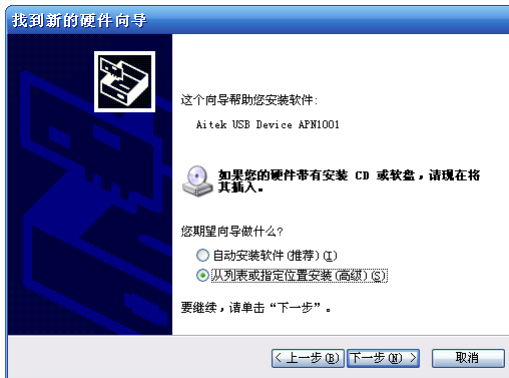 找到新的硬件向导
这个向导帮助您安装软件:
Aitek USB Device APN1001
如果您的硬件带有安装 CD 或软盘，请现在将
其插入。
您期望向导做什么?
自动安装软件(推荐)(I)
从列表或指定位置安装(高级)(S)
要继续，请单击“下一步”。
< 上一步(B) 下一步(N) > 取消